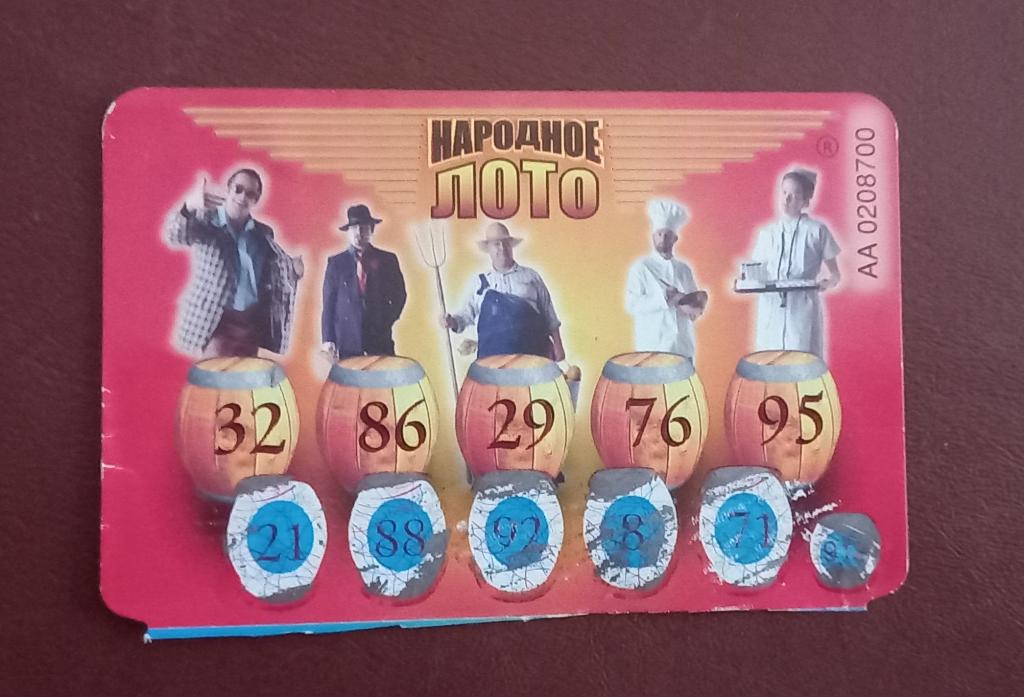 НАРОДНОЕ
ЛОТО
®
АА 0208700
32 86 29 76 95
21 88 92 8 71